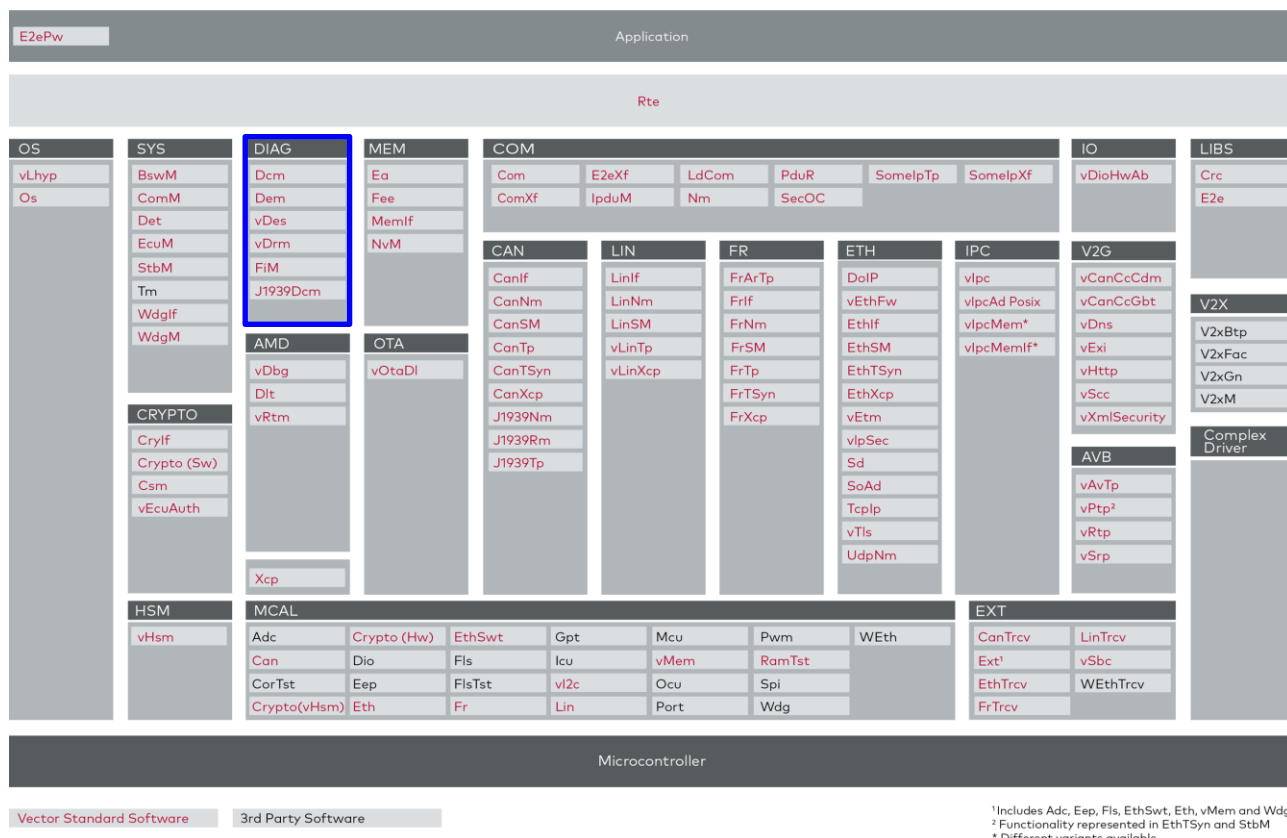 E2ePw
Application
Rte
OS
vLhyp
Os
SYS
BswM
ComM
Det
EcuM
StbM
Tm
WdgIf
WdgM
CRYPTO
CryIf
Crypto (Sw)
Csm
vEcuAuth
HSM
vHsm
DIAG
Dcm
Dem
vDes
vDrm
FiM
J1939Dcm
AMD
vDbg
Dlt
vRtm
Xcp
MEM
Ea
Fee
MemIf
NvM
OTA
vOtaDl
COM
Com E2eXf LdCom PduR SomeIpTp SomeIpXf
ComXf IpduM Nm SecOC
CAN
CanIf
CanNm
CanSM
CanTp
CanTSyn
CanXcp
J1939Nm
J1939Rm
J1939Tp
LIN
LinIf
LinNm
LinSM
vLinTp
vLinXcp
FR
FrArTp
FrIf
FrNm
FrSM
FrTp
FrTSyn
FrXcp
ETH
DoIP
vEthFw
EthIf
EthSM
EthTSyn
EthXcp
vEtm
vIpSec
Sd
SoAd
TcpIp
vTls
UdpNm
IPC
vIpc
vIpcAd Posix
vIpcMem*
vIpcMemIf*
IO
vDioHwAb
V2G
vCanCcCdm
vCanCcGbt
vDns
vExi
vHttp
vScc
vXmlSecurity
AVB
vAvTp
vPtp²
vRtp
vSrp
LIBS
Crc
E2e
V2X
V2xBtp
V2xFac
V2xGn
V2xM
Complex
Driver
MCAL
Adc Crypto (Hw) EthSwt Gpt Mcu Pwm WEth
Can Dio Fls Icu vMem RamTst
CorTst Eep FlsTst vI2c Ocu Spi
Crypto(vHsm) Eth Fr Lin Port Wdg
EXT
CanTrcv LinTrcv
Ext¹ vSbc
EthTrcv WEthTrcv
FrTrcv
Microcontroller
Vector Standard Software 3rd Party Software
¹Includes Adc, Eep, Fls, EthSwt, Eth, vMem and Wdg
² Functionality represented in EthTSyn and StbM
* Different variants available